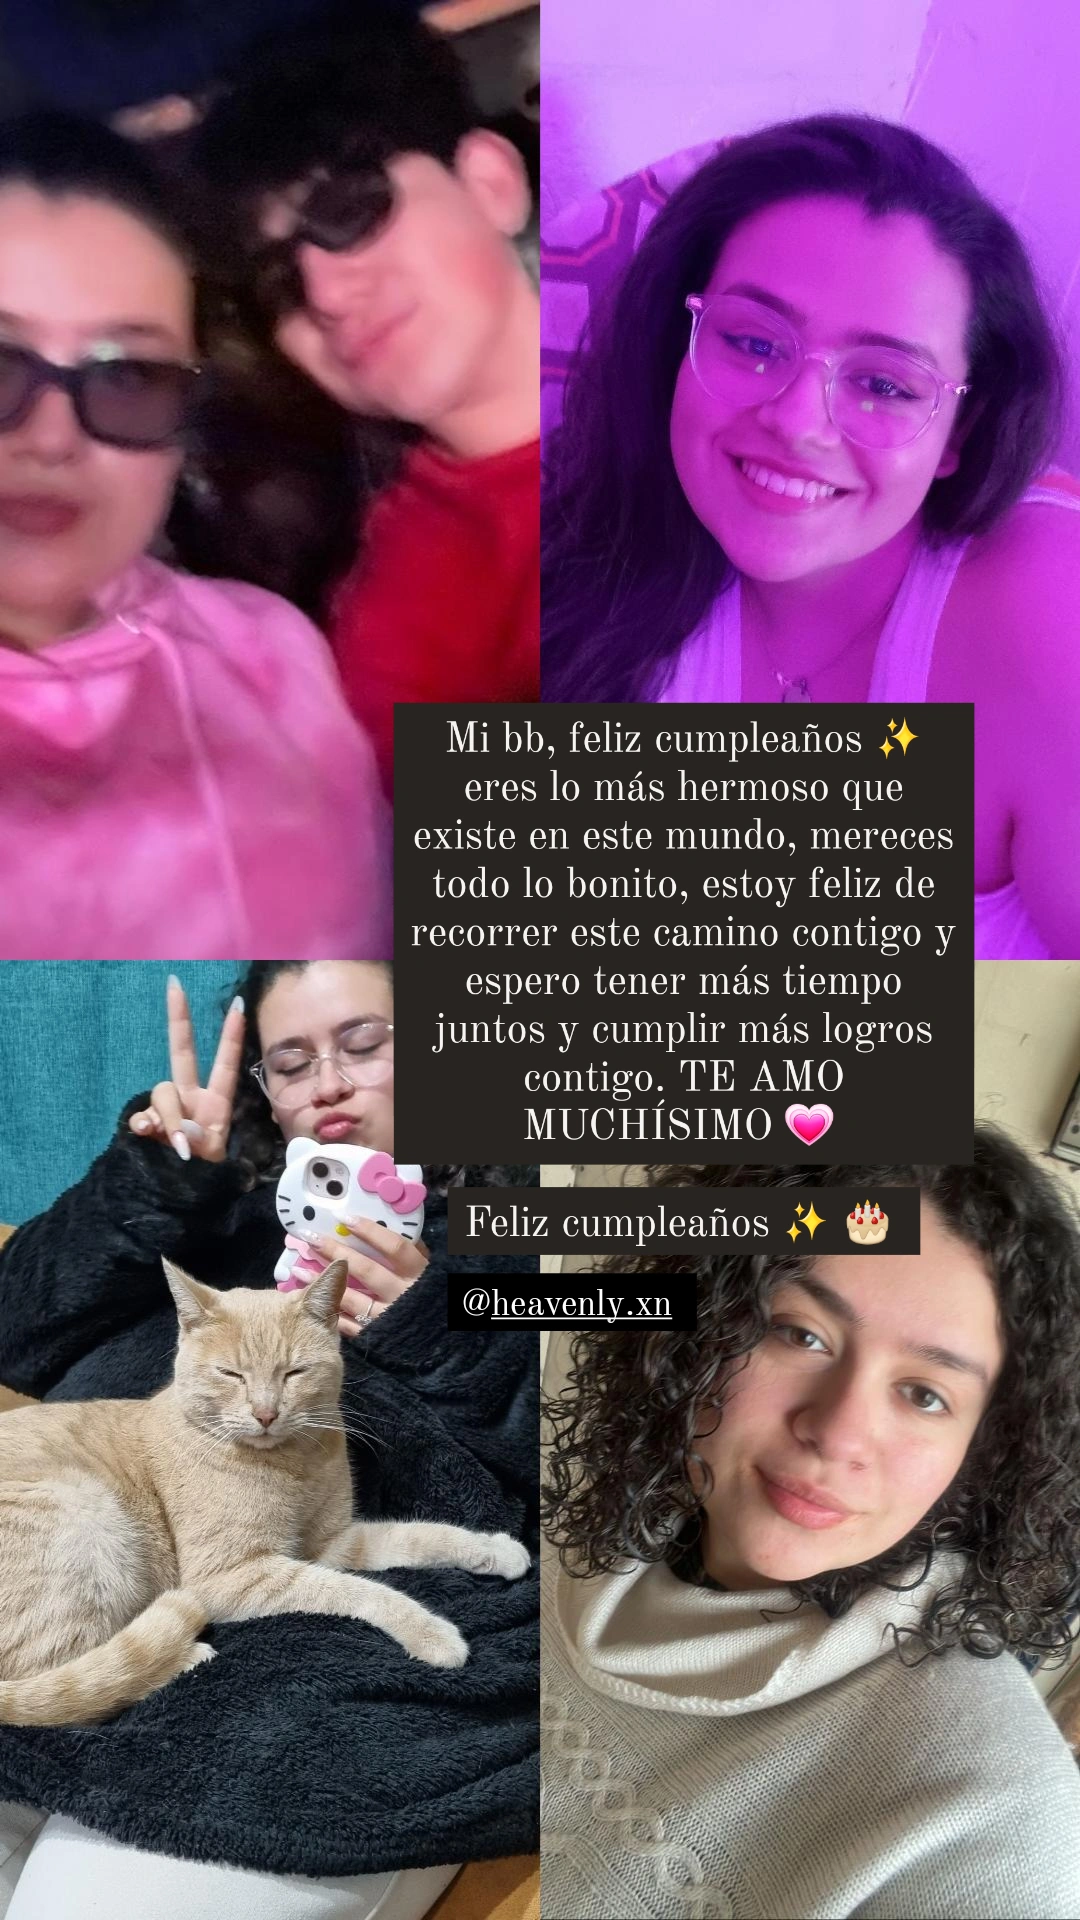 Mi bb, feliz cumpleaños ✨
eres lo más hermoso que
existe en este mundo, mereces
todo lo bonito, estoy feliz de
recorrer este camino contigo y
espero tener más tiempo
juntos y cumplir más logros
contigo. TE AMO
MUCHÍSIMO 💗
Feliz cumpleaños ✨ 🎂
@heavenly.xn